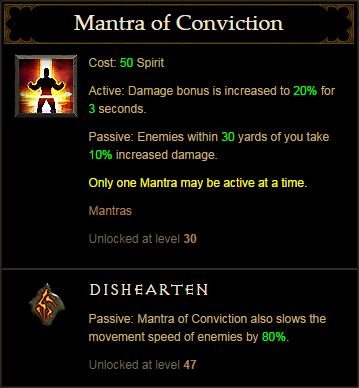 Mantra of Conviction
Cost: 50 Spirit
Active: Damage bonus is increased to 20% for
3 seconds.
Passive: Enemies within 30 yards of you take
10% increased damage.
Only one Mantra may be active at a time.
Mantras
Unlocked at level 30
DISHEARTEN
Passive: Mantra of Conviction also slows the
movement speed of enemies by 80%.
Unlocked at level 47